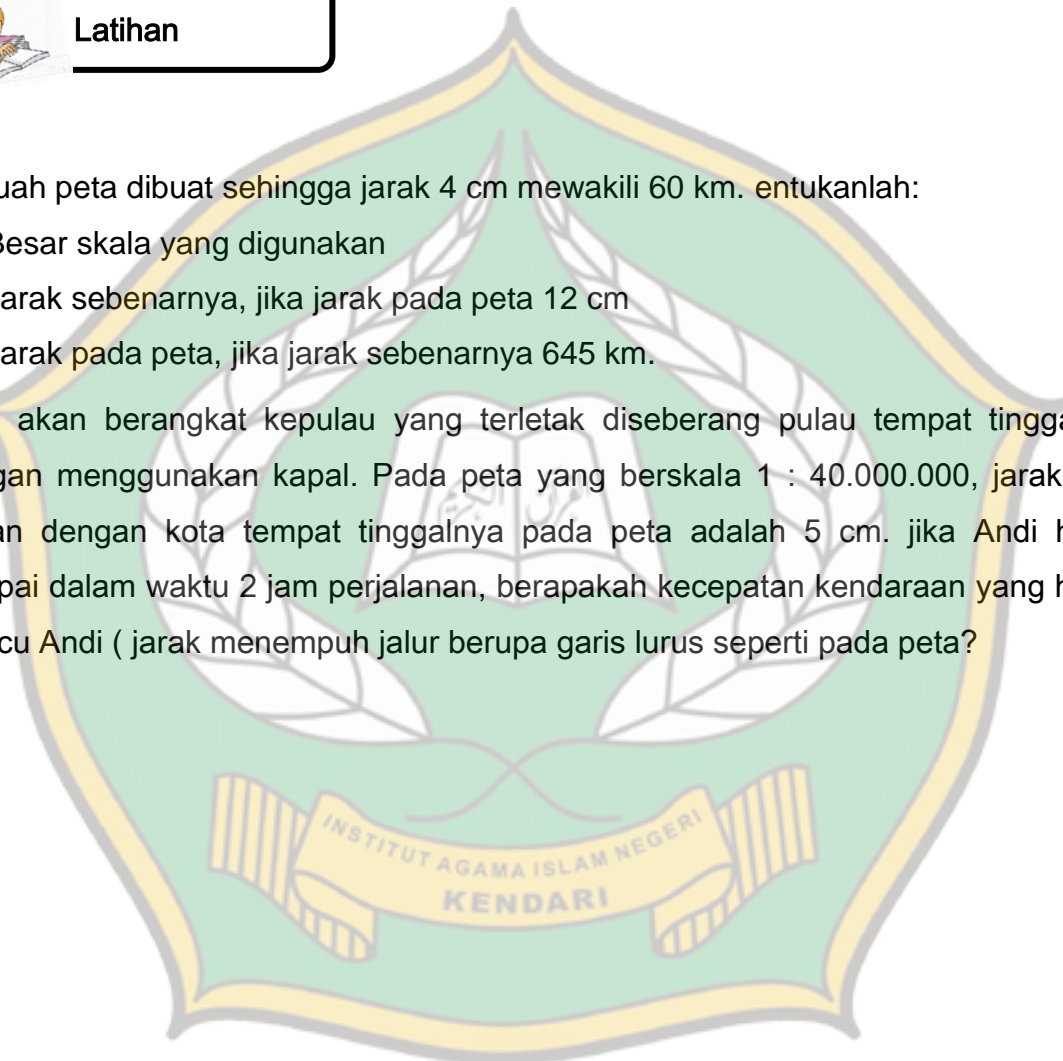 Latihan
uah peta dibuat sehingga jarak 4 cm mewakili 60 km. entukanlah:
Besar skala yang digunakan
arak sebenarnya, jika jarak pada peta 12 cm
arak pada peta, jika jarak sebenarnya 645 km.
akan berangkat kepulau yang terletak diseberang pulau tempat tingga
gan menggunakan kapal. Pada peta yang berskala 1 : 40.000.000, jarak
an dengan kota tempat tinggalnya pada peta adalah 5 cm. jika Andi h
pai dalam waktu 2 jam perjalanan, berapakah kecepatan kendaraan yang h
cu Andi ( jarak menempuh jalur berupa garis lurus seperti pada peta?
INSTITUT AGAMA ISLAM NEGERI
KENDARI